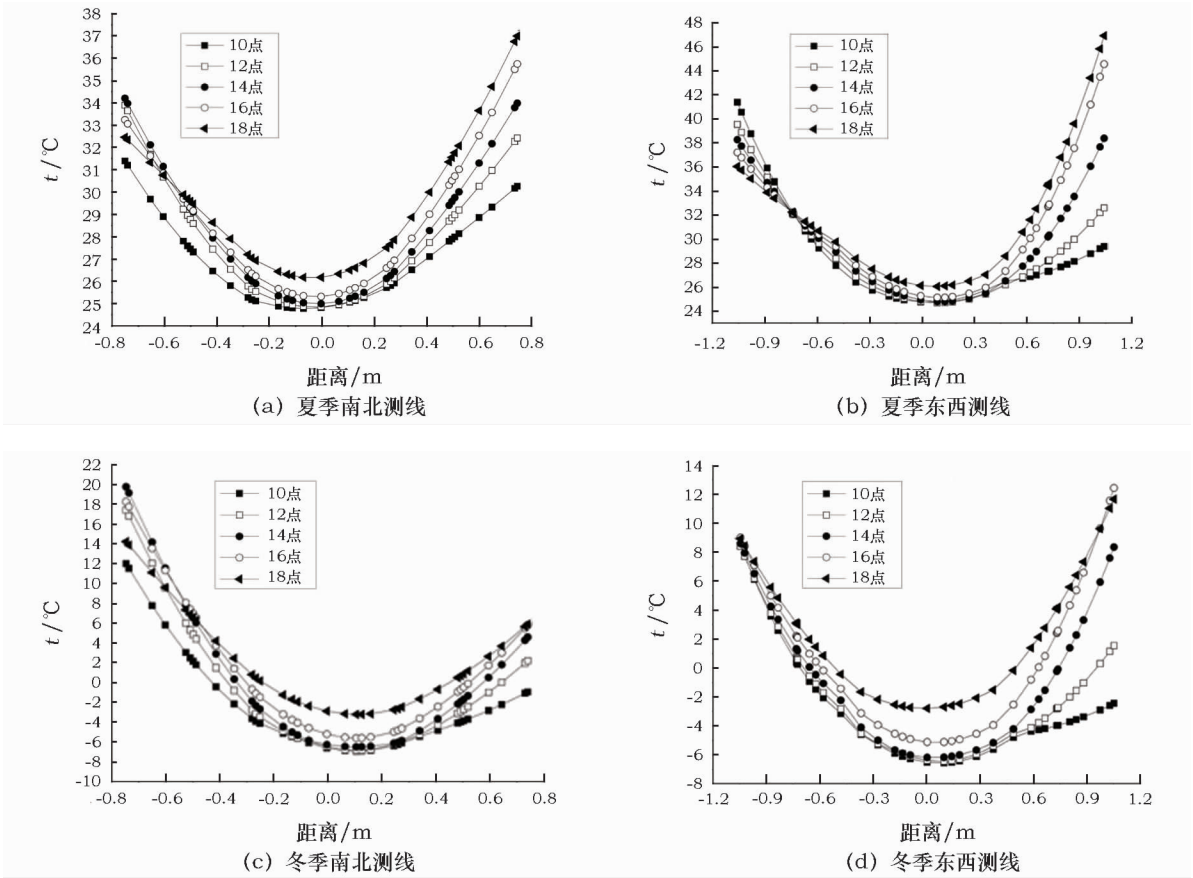 38
37
36
35
34
33
32
31
30
29
28
27
26
25
24
t/℃
10点
12点
14点
16点
18点
-0.8 -0.6 -0.4 -0.2 0.0 0.2 0.4 0.6 0.8
距离/m
(a) 夏季南北测线
48
46
44
42
40
38
36
34
32
30
28
26
24
t/℃
10点
12点
14点
16点
18点
-1.2 -0.9 -0.6 -0.3 0.0 0.3 0.6 0.9 1.2
距离/m
(b) 夏季东西测线
22
20
18
16
14
12
10
8
6
4
2
0
-2
-4
-6
-8
-10
t/℃
10点
12点
14点
16点
18点
-0.8 -0.6 -0.4 -0.2 0.0 0.2 0.4 0.6 0.8
距离/m
(c) 冬季南北测线
14
12
10
8
6
4
2
0
-2
-4
-6
-8
t/℃
10点
12点
14点
16点
18点
-1.2 -0.9 -0.6 -0.3 0.0 0.3 0.6 0.9 1.2
距离/m
(d) 冬季东西测线